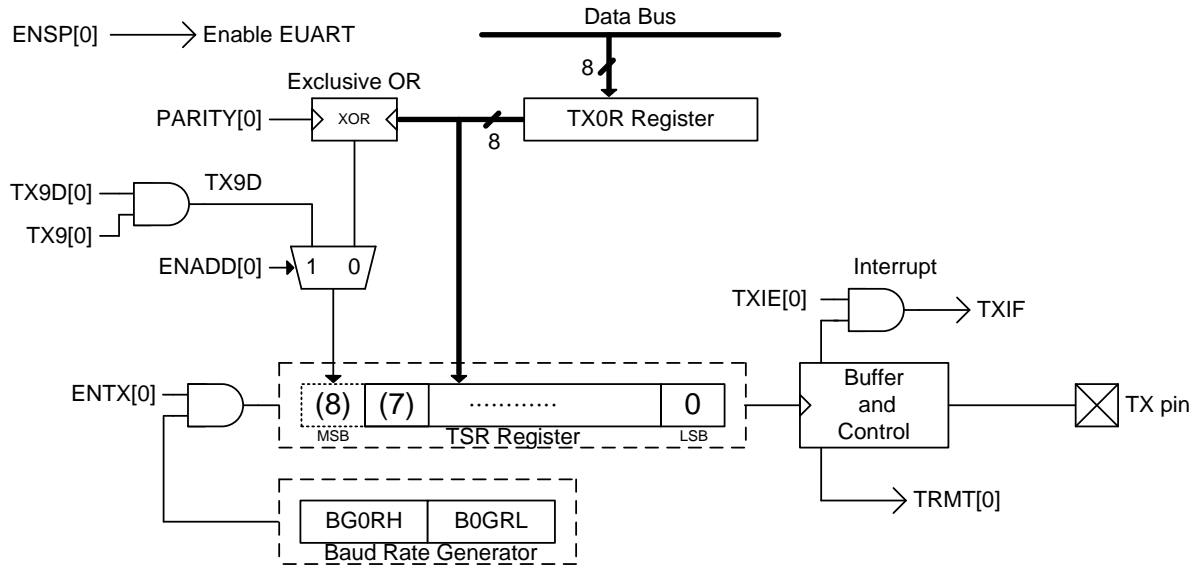 Data Bus
ENSP[0]
Enable EUART
8
Exclusive OR
PARITY[0]
XOR
TX0R Register
8
TX9D[0]
TX9D
TX9[0]
ENADD[0]
1 0
Interrupt
TXIE[0]
TXIF
ENTX[0]
(8)
(7)
............
0
MSB
TSR Register
LSB
Buffer
and
Control
TX pin
TRMT[0]
BG0RH
B0GRL
Baud Rate Generator